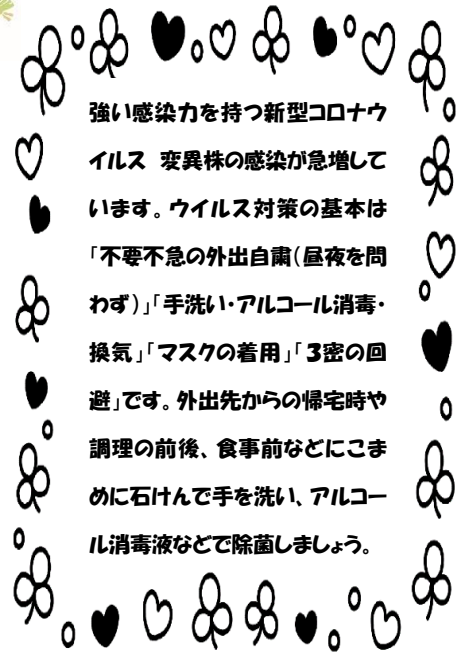 強い感染力を持つ新型コロナウ
イルス 変異株の感染が急増して
います。ウイルス対策の基本は
「不要不急の外出自粛(昼夜を問
わず)」「手洗い・アルコール消毒・
換気」「マスクの着用」「３密の回
避」です。外出先からの帰宅時や
調理の前後、食事前などにこま
めに石けんで手を洗い、アルコー
ル消毒液などで除菌しましょう。